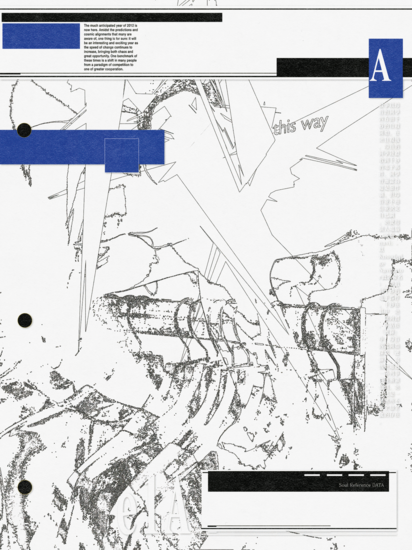 The much anticipated year of 2010 is
now here. Amidst the predictions and
cosmic alignments that many are
aware of, one thing is for sure: it will
be an interesting and exciting year as
the speed of change continues to
increase, bringing both chaos and
great opportunity. One benchmark of
these times is a shift in many people
from a paradigm of competition to
one of greater cooperation.
A
this way
Soul Reference DATA